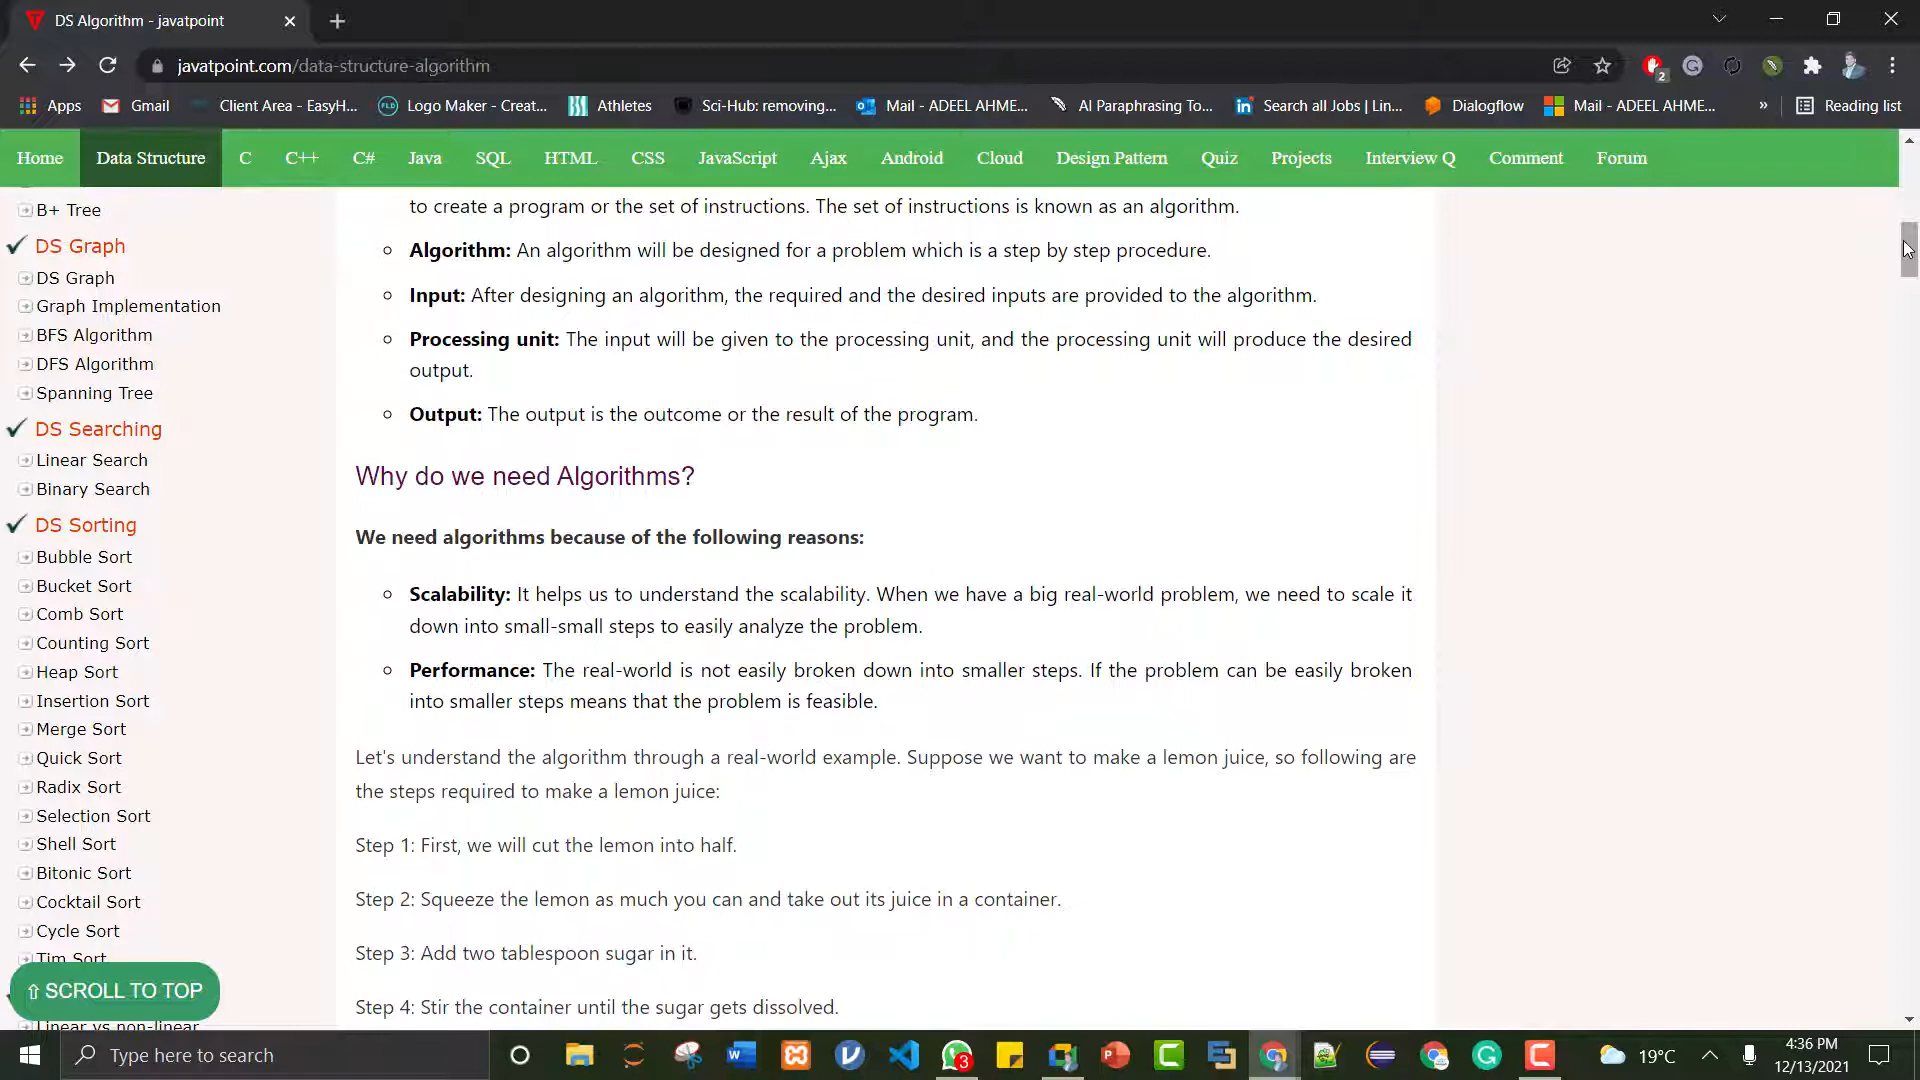 DS Algorithm - javatpoint
javatpoint.com/data-structure-algorithm
2
Apps Gmail Client Area - EasyH... FLD Logo Maker - Creat... Athletes Sci-Hub: removing... Mail - ADEEL AHME... AI Paraphrasing To... Search all Jobs | Lin... Dialogflow Mail - ADEEL AHME... » Reading list
Home Data Structure C C++ C# Java SQL HTML CSS JavaScript Ajax Android Cloud Design Pattern Quiz Projects Interview Q Comment Forum
B+ Tree
DS Graph
DS Graph
Graph Implementation
BFS Algorithm
DFS Algorithm
Spanning Tree
DS Searching
Linear Search
Binary Search
DS Sorting
Bubble Sort
Bucket Sort
Comb Sort
Counting Sort
Heap Sort
Insertion Sort
Merge Sort
Quick Sort
Radix Sort
Selection Sort
Shell Sort
Bitonic Sort
Cocktail Sort
Cycle Sort
Tim Sort
⇧ SCROLL TO TOP
Linear vs non-linear
to create a program or the set of instructions. The set of instructions is known as an algorithm.
Algorithm: An algorithm will be designed for a problem which is a step by step procedure.
Input: After designing an algorithm, the required and the desired inputs are provided to the algorithm.
Processing unit: The input will be given to the processing unit, and the processing unit will produce the desired
output.
Output: The output is the outcome or the result of the program.
Why do we need Algorithms?
We need algorithms because of the following reasons:
Scalability: It helps us to understand the scalability. When we have a big real-world problem, we need to scale it
down into small-small steps to easily analyze the problem.
Performance: The real-world is not easily broken down into smaller steps. If the problem can be easily broken
into smaller steps means that the problem is feasible.
Let's understand the algorithm through a real-world example. Suppose we want to make a lemon juice, so following are
the steps required to make a lemon juice:
Step 1: First, we will cut the lemon into half.
Step 2: Squeeze the lemon as much you can and take out its juice in a container.
Step 3: Add two tablespoon sugar in it.
Step 4: Stir the container until the sugar gets dissolved.
Type here to search
3
19°C
4:36 PM
12/13/2021